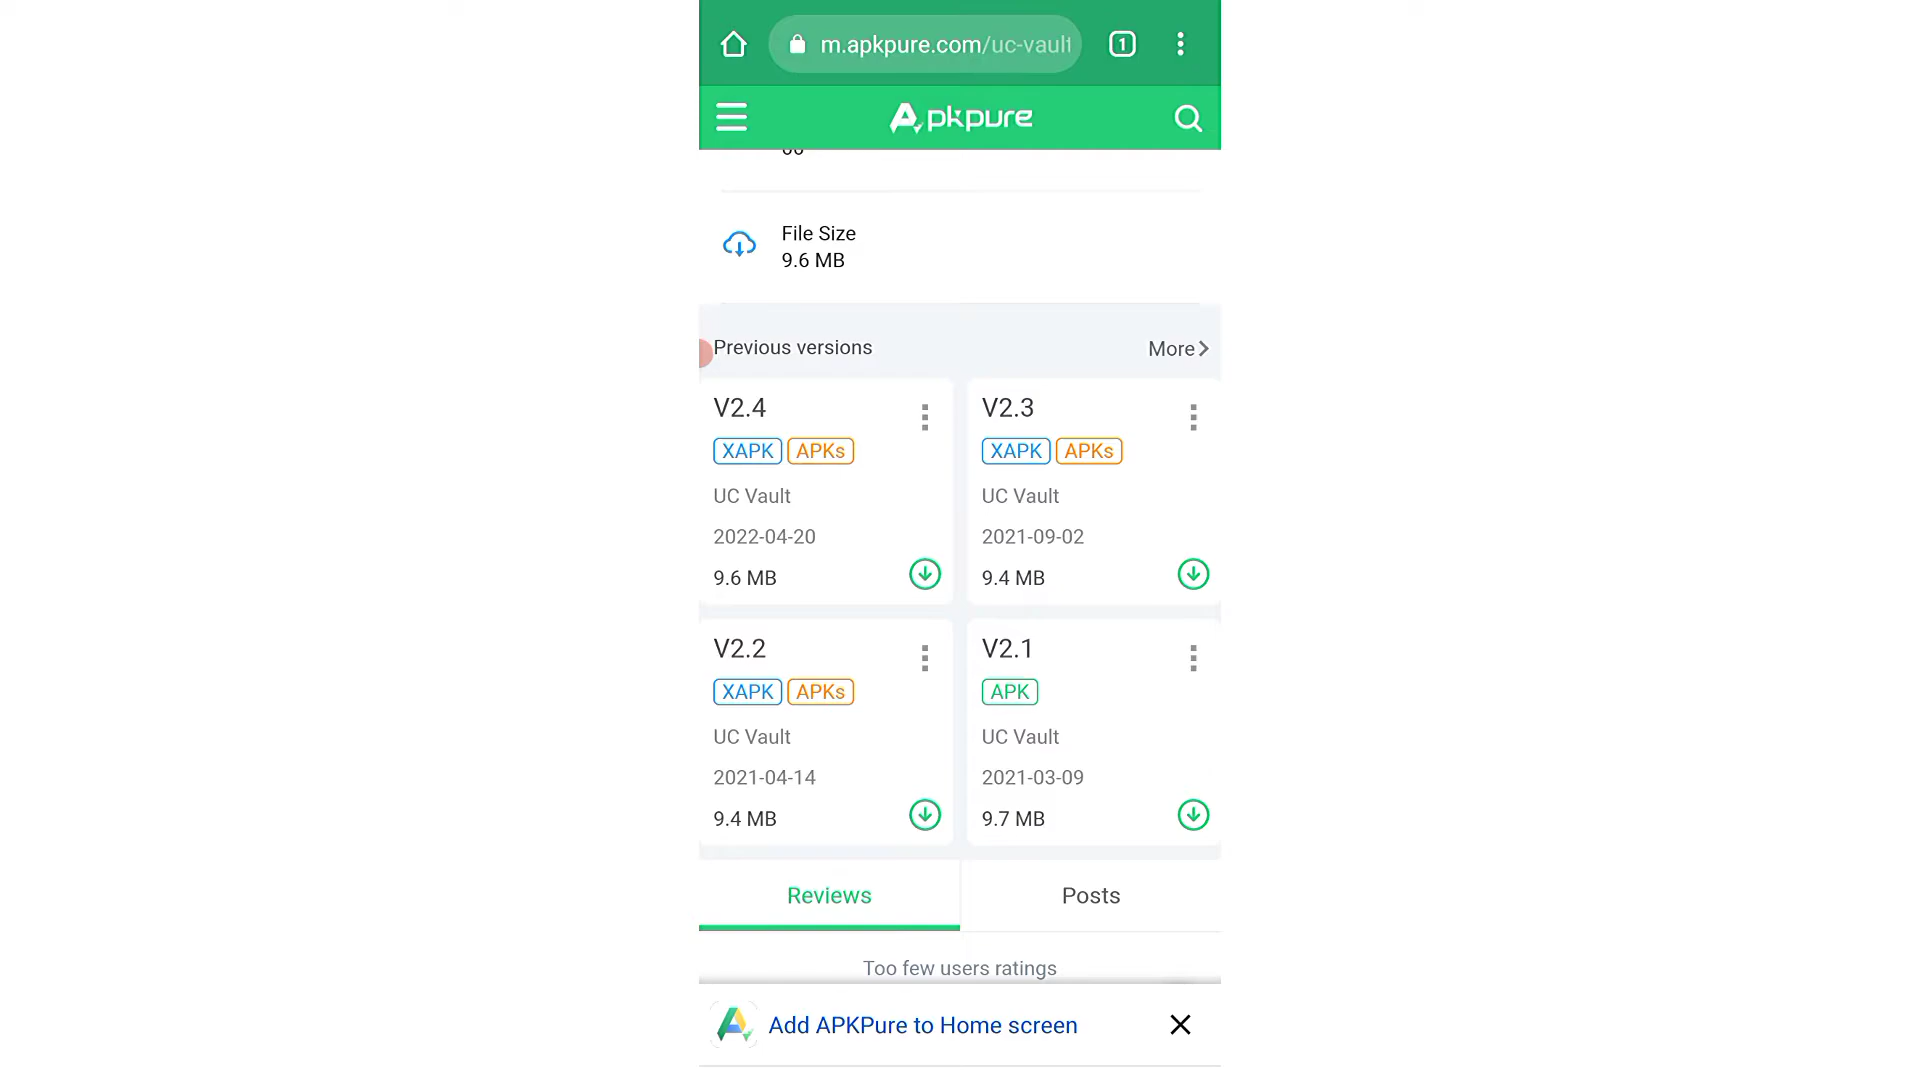 m.apkpure.com/uc-vault
1
Apkpure
File Size
9.6 MB
Previous versions
More
V2.4
XAPK APKs
UC Vault
2022-04-20
9.6 MB
V2.3
XAPK APKs
UC Vault
2021-09-02
9.4 MB
V2.2
XAPK APKs
UC Vault
2021-04-14
9.4 MB
V2.1
APK
UC Vault
2021-03-09
9.7 MB
Reviews
Posts
Too few users ratings
Add APKPure to Home screen